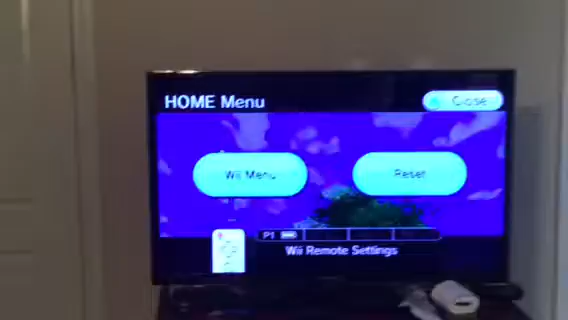 HOME Menu
Close
Wii Menu
Reset
P1
Wii Remote Settings